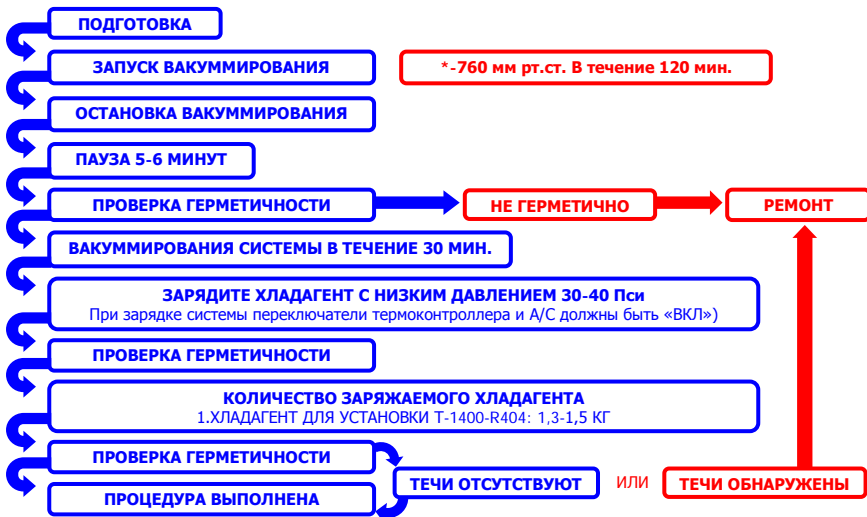 ПОДГОТОВКА
ЗАПУСК ВАКУММИРОВАНИЯ
*-760 мм рт.ст. В течение 120 мин.
ОСТАНОВКА ВАКУММИРОВАНИЯ
ПАУЗА 5-6 МИНУТ
ПРОВЕРКА ГЕРМЕТИЧНОСТИ
НЕ ГЕРМЕТИЧНО
РЕМОНТ
ВАКУММИРОВАНИЯ СИСТЕМЫ В ТЕЧЕНИЕ 30 МИН.
ЗАРЯДИТЕ ХЛАДАГЕНТ С НИЗКИМ ДАВЛЕНИЕМ 30-40 Пси
При зарядке системы переключатели термоконтроллера и А/С должны быть «ВКЛ»)
ПРОВЕРКА ГЕРМЕТИЧНОСТИ
КОЛИЧЕСТВО ЗАРЯЖАЕМОГО ХЛАДАГЕНТА
1.ХЛАДАГЕНТ ДЛЯ УСТАНОВКИ Т-1400-R404: 1,3-1,5 КГ
ПРОВЕРКА ГЕРМЕТИЧНОСТИ
ТЕЧИ ОТСУТСТВУЮТ
ИЛИ
ТЕЧИ ОБНАРУЖЕНЫ
ПРОЦЕДУРА ВЫПОЛНЕНА